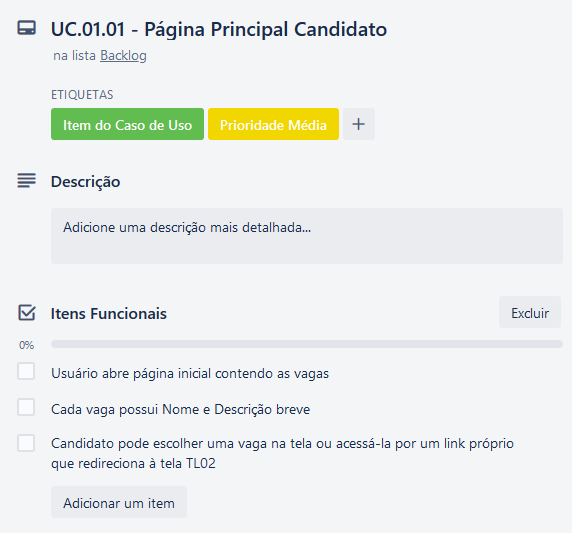 UC.01.01 - Página Principal Candidato
na lista Backlog
ETIQUETAS
Item do Caso de Uso Prioridade Média +
Descrição
Adicione uma descrição mais detalhada...
Itens Funcionais Excluir
0%
Usuário abre página inicial contendo as vagas
Cada vaga possui Nome e Descrição breve
Candidato pode escolher uma vaga na tela ou acessá-la por um link próprio
que redireciona à tela TL02
Adicionar um item